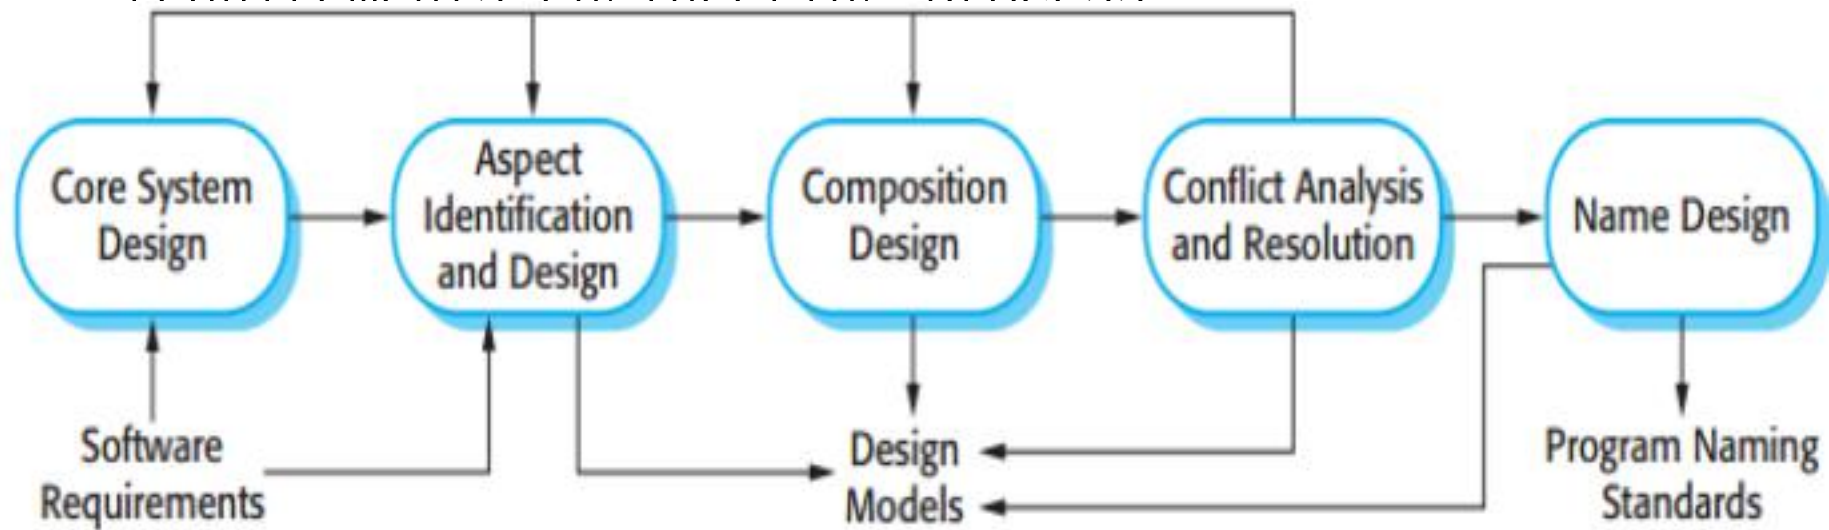 Core System
Design
Aspect
Identification
and Design
Composition
Design
Conflict Analysis
and Resolution
Name Design
Software
Requirements
Design
Models
Program Naming
Standards